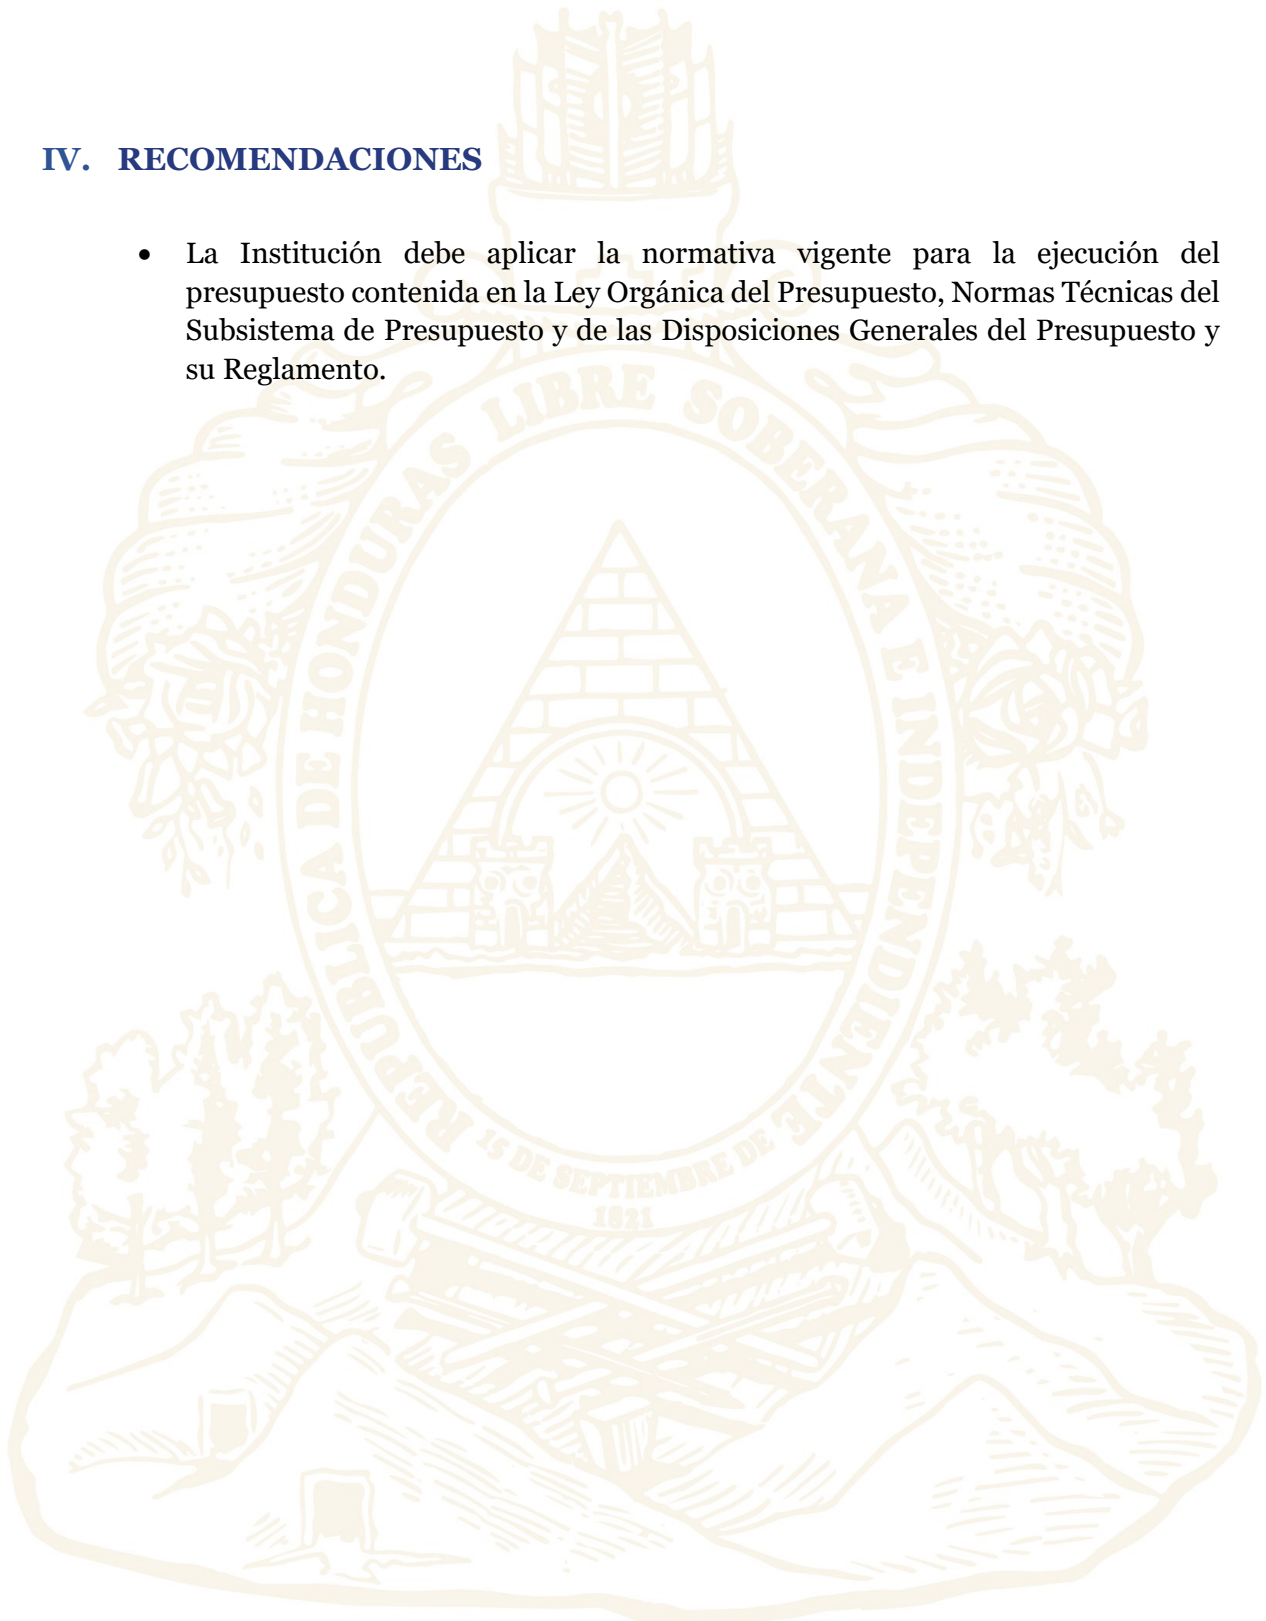 IV. RECOMENDACIONES
• La Institución debe aplicar la normativa vigente para la ejecución del
presupuesto contenida en la Ley Orgánica del Presupuesto, Normas Técnicas del
Subsistema de Presupuesto y de las Disposiciones Generales del Presupuesto y
su Reglamento.
REPUBLICA DE HONDURAS LIBRE SOBERANA E INDEPENDIENTE
15 DE SEPTIEMBRE DE
1821